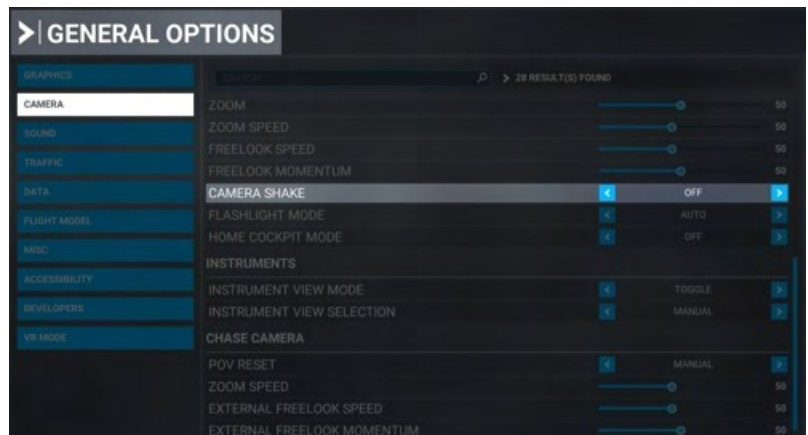 GENERAL OPTIONS
GRAPHICS
CAMERA
SOUND
TRAFFIC
DATA
FLIGHT MODEL
MISC
ACCESSIBILITY
DEVELOPERS
VR MODE
SEARCH > 28 RESULT(S) FOUND
ZOOM 50
ZOOM SPEED 50
FREELOOK SPEED 50
FREELOOK MOMENTUM 50
CAMERA SHAKE < OFF >
FLASHLIGHT MODE < AUTO >
HOME COCKPIT MODE < OFF >
INSTRUMENTS
INSTRUMENT VIEW MODE < TOGGLE >
INSTRUMENT VIEW SELECTION < MANUAL >
CHASE CAMERA
POV RESET < MANUAL >
ZOOM SPEED 50
EXTERNAL FREELOOK SPEED 50
EXTERNAL FREELOOK MOMENTUM 50